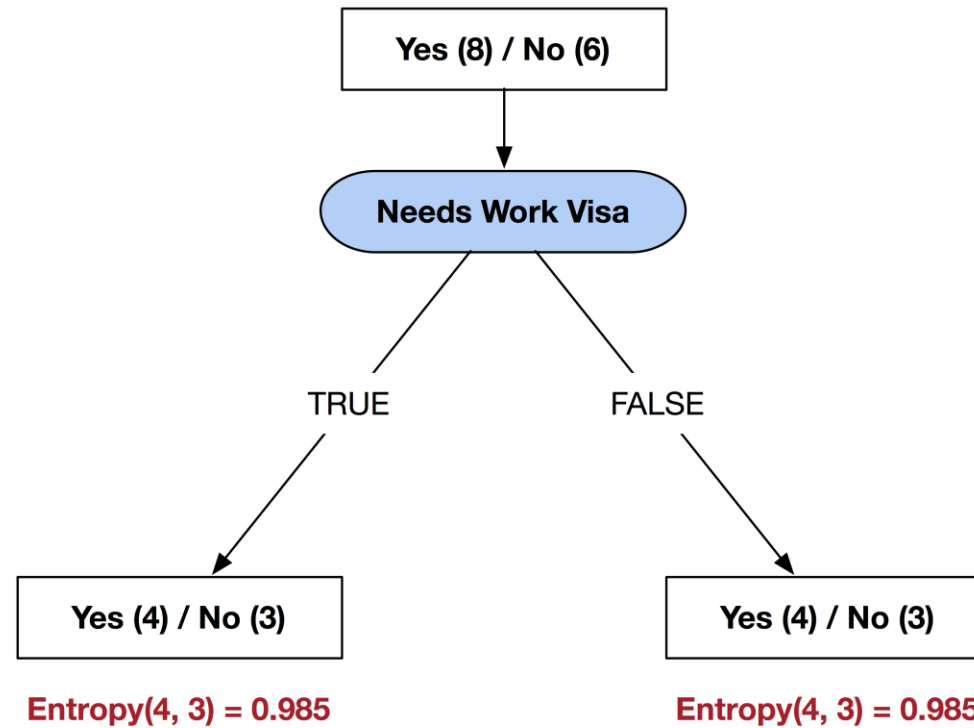 Yes (8) / No (6)
Needs Work Visa
TRUE
FALSE
Yes (4) / No (3)
Yes (4) / No (3)
Entropy(4, 3) = 0.985
Entropy(4, 3) = 0.985